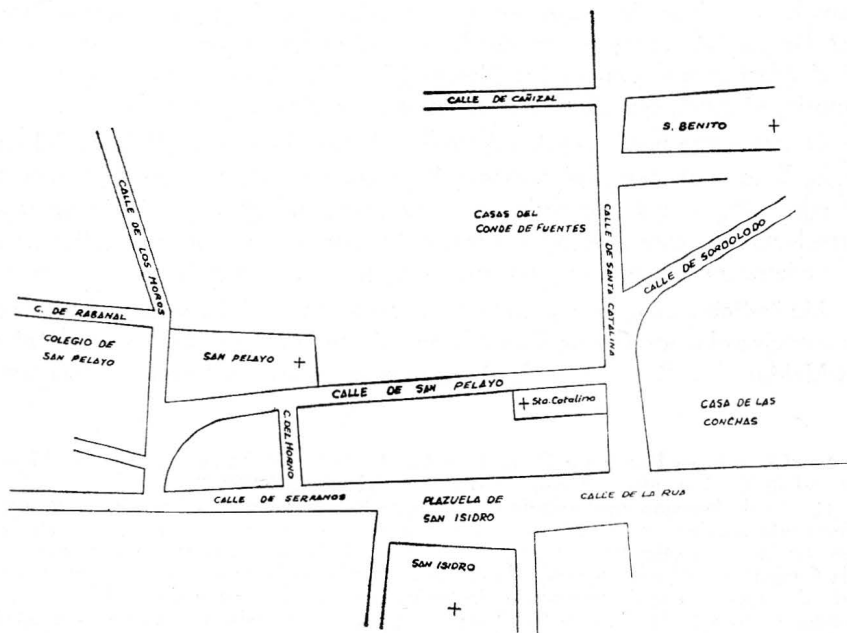 CALLE DE CAÑIZAL
S. BENITO
CALLE DE LOS MOROS
CASAS DEL
CONDE DE FUENTES
CALLE DE SANTA CATALINA
CALLE DE SORDOLODO
C. DE RABANAL
COLEGIO DE
SAN PELAYO
SAN PELAYO
CALLE DE SAN PELAYO
Sta. Catalina
CASA DE LAS
CONCHAS
C. DEL HORNO
CALLE DE SERRANOS
PLAZUELA DE
SAN ISIDRO
CALLE DE LA RUA
SAN ISIDRO